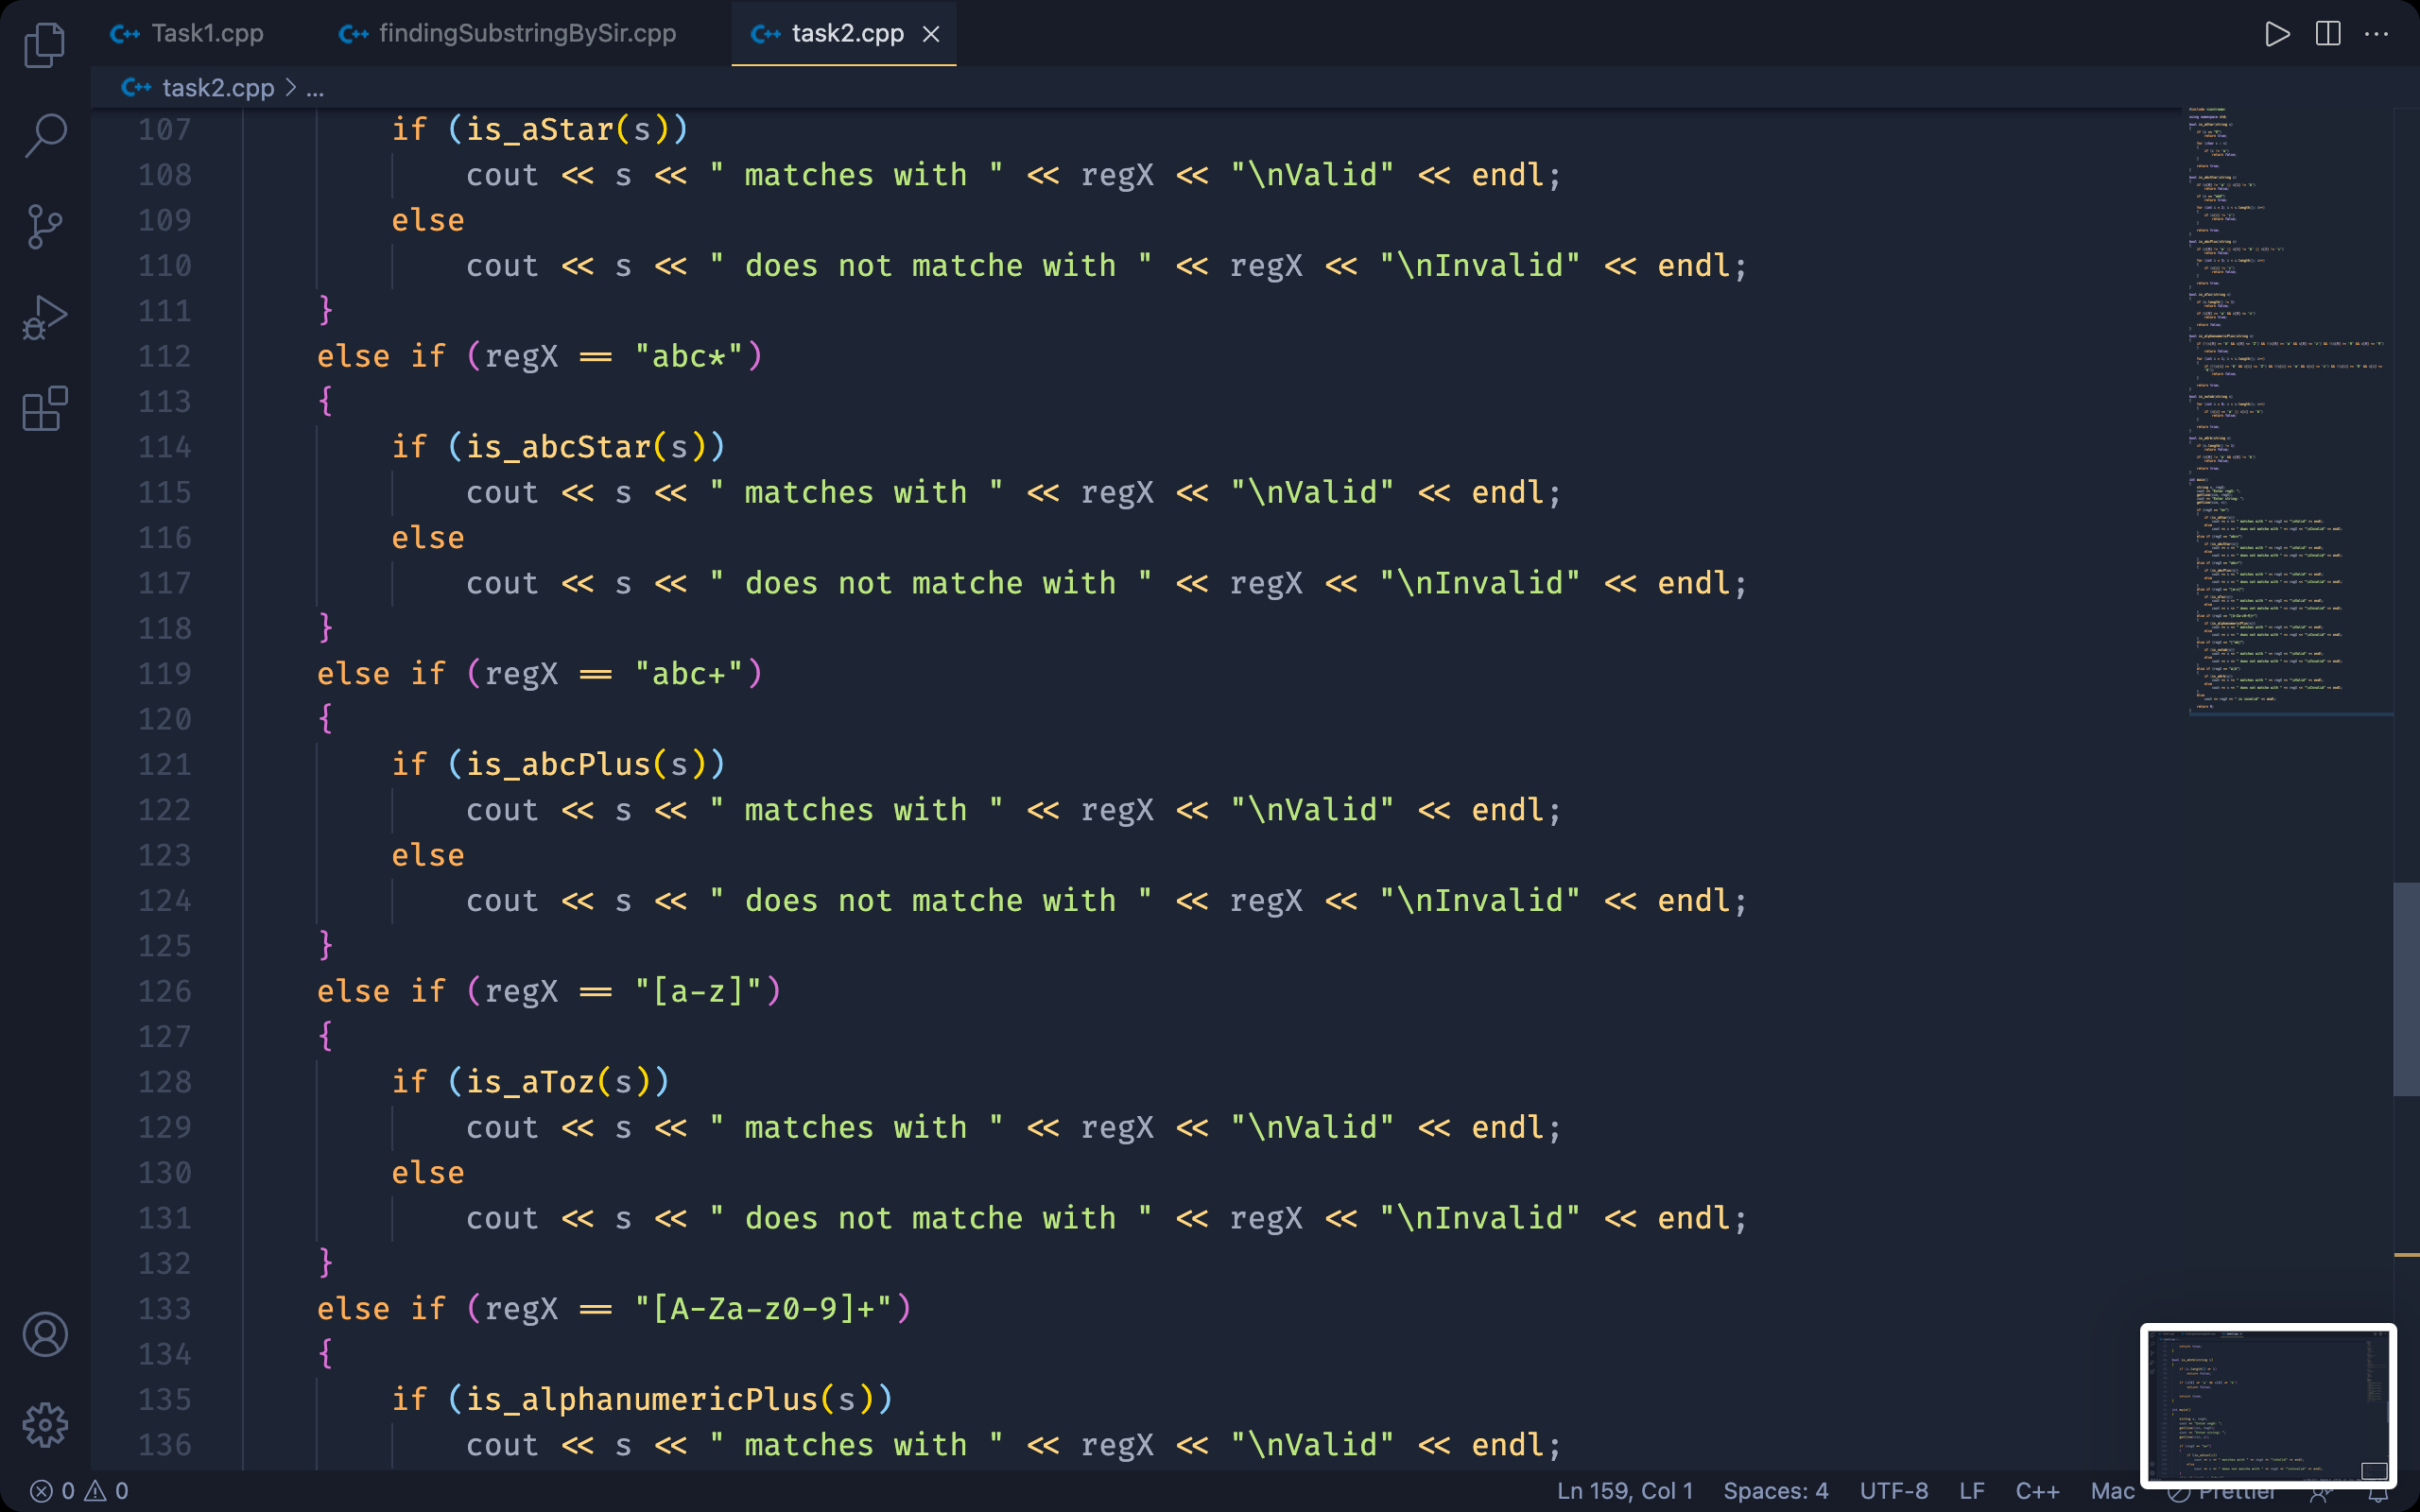 Task1.cpp findingSubstringBySir.cpp task2.cpp
task2.cpp > ...
107 if (is_aStar(s))
108 cout << s << " matches with " << regX << "\nValid" << endl;
109 else
110 cout << s << " does not matche with " << regX << "\nInvalid" << endl;
111 }
112 else if (regX == "abc*")
113 {
114 if (is_abcStar(s))
115 cout << s << " matches with " << regX << "\nValid" << endl;
116 else
117 cout << s << " does not matche with " << regX << "\nInvalid" << endl;
118 }
119 else if (regX == "abc+")
120 {
121 if (is_abcPlus(s))
122 cout << s << " matches with " << regX << "\nValid" << endl;
123 else
124 cout << s << " does not matche with " << regX << "\nInvalid" << endl;
125 }
126 else if (regX == "[a-z]")
127 {
128 if (is_aToz(s))
129 cout << s << " matches with " << regX << "\nValid" << endl;
130 else
131 cout << s << " does not matche with " << regX << "\nInvalid" << endl;
132 }
133 else if (regX == "[A-Za-z0-9]+")
134 {
135 if (is_alphanumericPlus(s))
136 cout << s << " matches with " << regX << "\nValid" << endl;
0 0 Ln 159, Col 1 Spaces: 4 UTF-8 LF C++ Mac Prettier